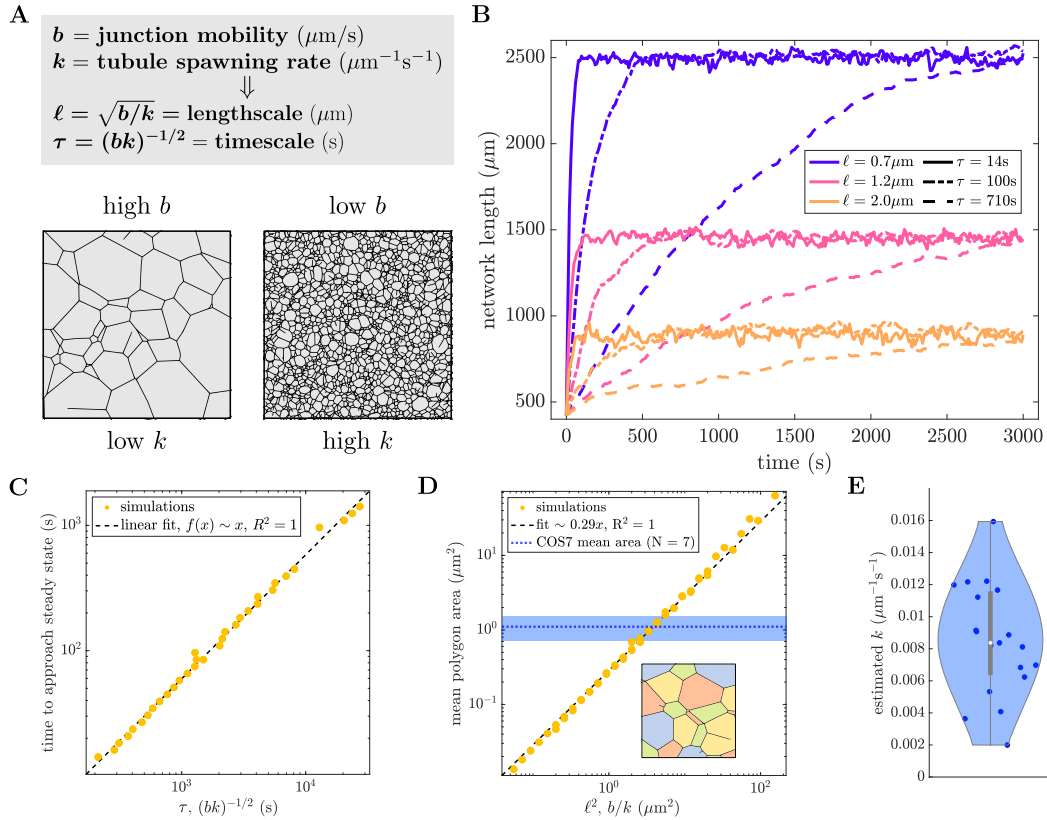 A
b = junction mobility (μm/s)
k = tubule spawning rate (μm⁻¹s⁻¹)
⇓
ℓ = √b/k = lengthscale (μm)
τ = (bk)⁻¹/² = timescale (s)
high b
low b
low k
high k
B
network length (μm)
2500
2000
1500
1000
500
ℓ = 0.7μm
τ = 14s
ℓ = 1.2μm
τ = 100s
ℓ = 2.0μm
τ = 710s
0
500
1000
1500
2000
2500
3000
time (s)
C
time to approach steady state (s)
simulations
linear fit, f(x) ∼ x, R² = 1
10³
10²
10³
10⁴
τ, (bk)⁻¹/² (s)
D
mean polygon area (μm²)
simulations
fit ∼ 0.29x, R² = 1
COS7 mean area (N = 7)
10¹
10⁰
10⁻¹
10⁰
10²
ℓ², b/k (μm²)
E
estimated k (μm⁻¹s⁻¹)
0.016
0.014
0.012
0.010
0.008
0.006
0.004
0.002